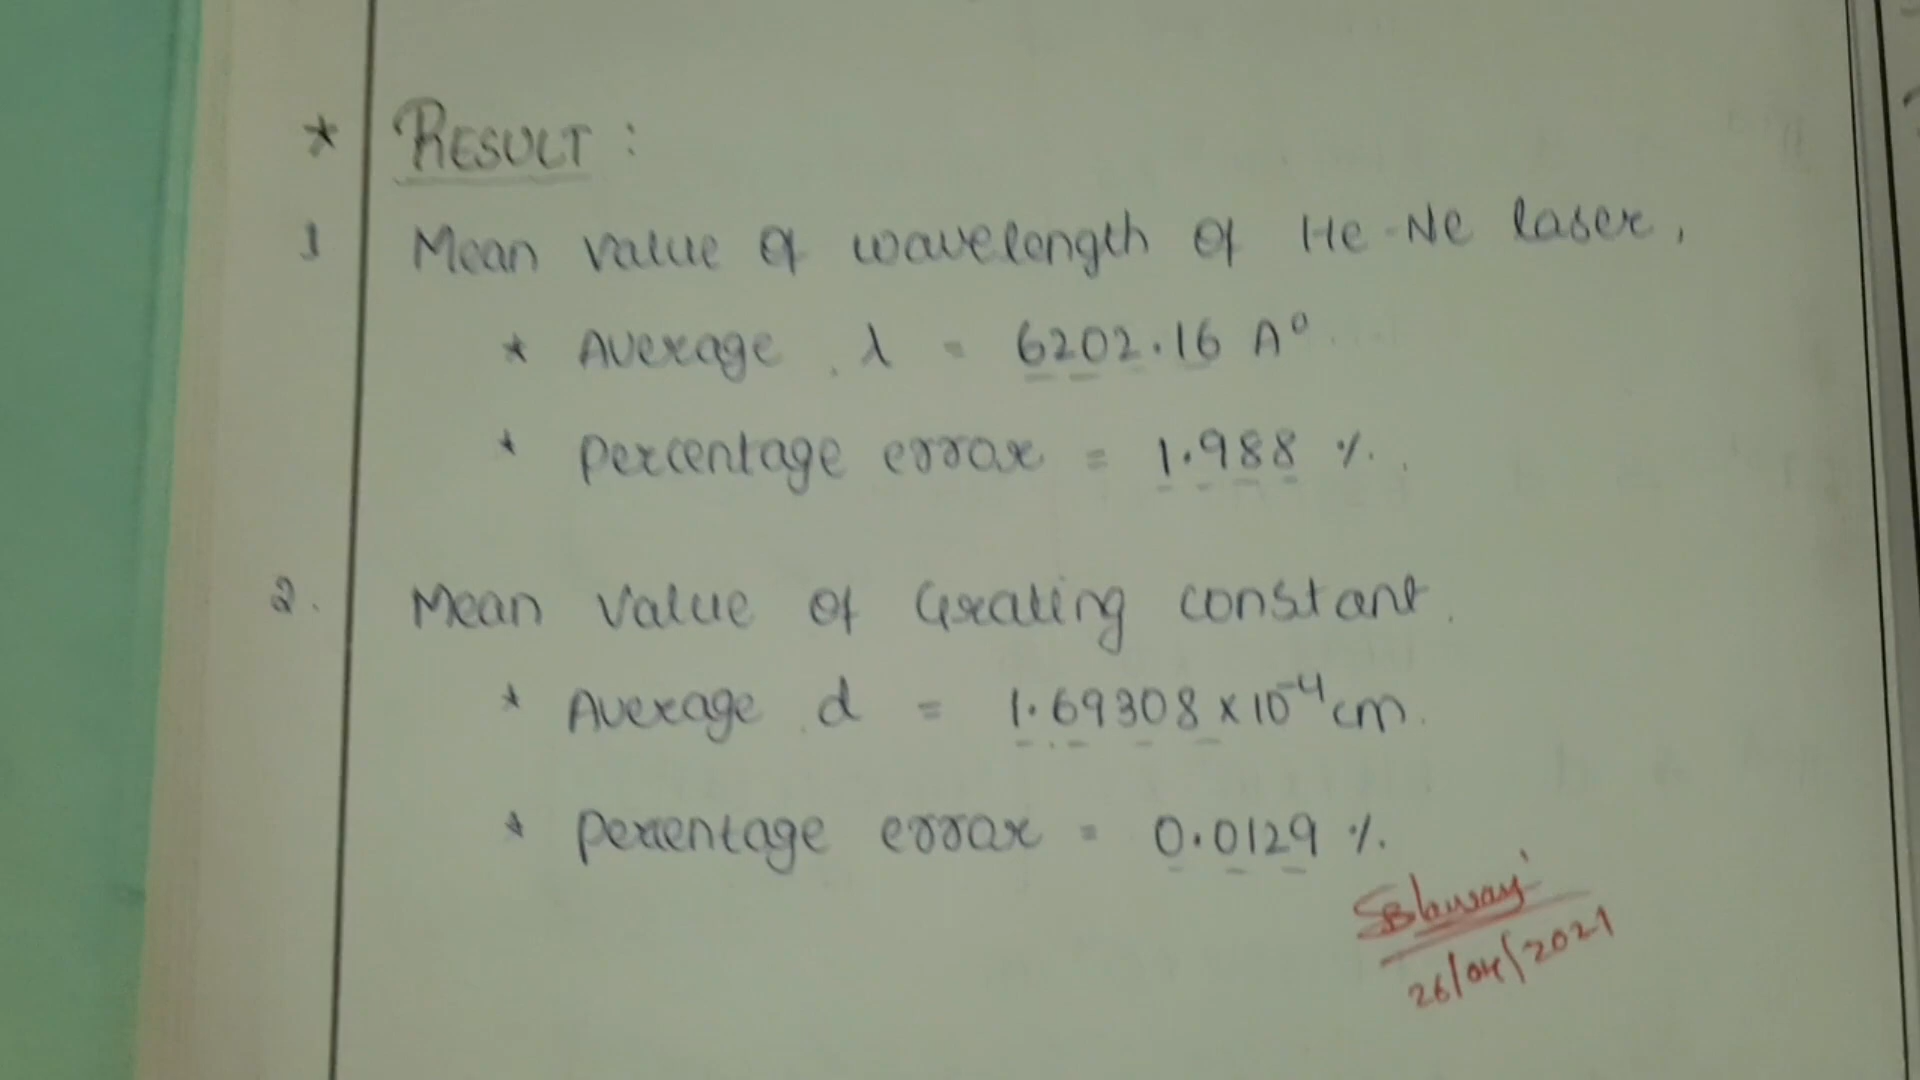 * RESULT :
1 Mean value of wavelength of He-Ne laser,
* Average λ = 6202.16 A°
* Percentage error = 1.988 %.
2. Mean value of Grating constant.
* Average d = 1.69308 x 10⁻⁴ cm.
* percentage error = 0.0129 %.
26/04/2021